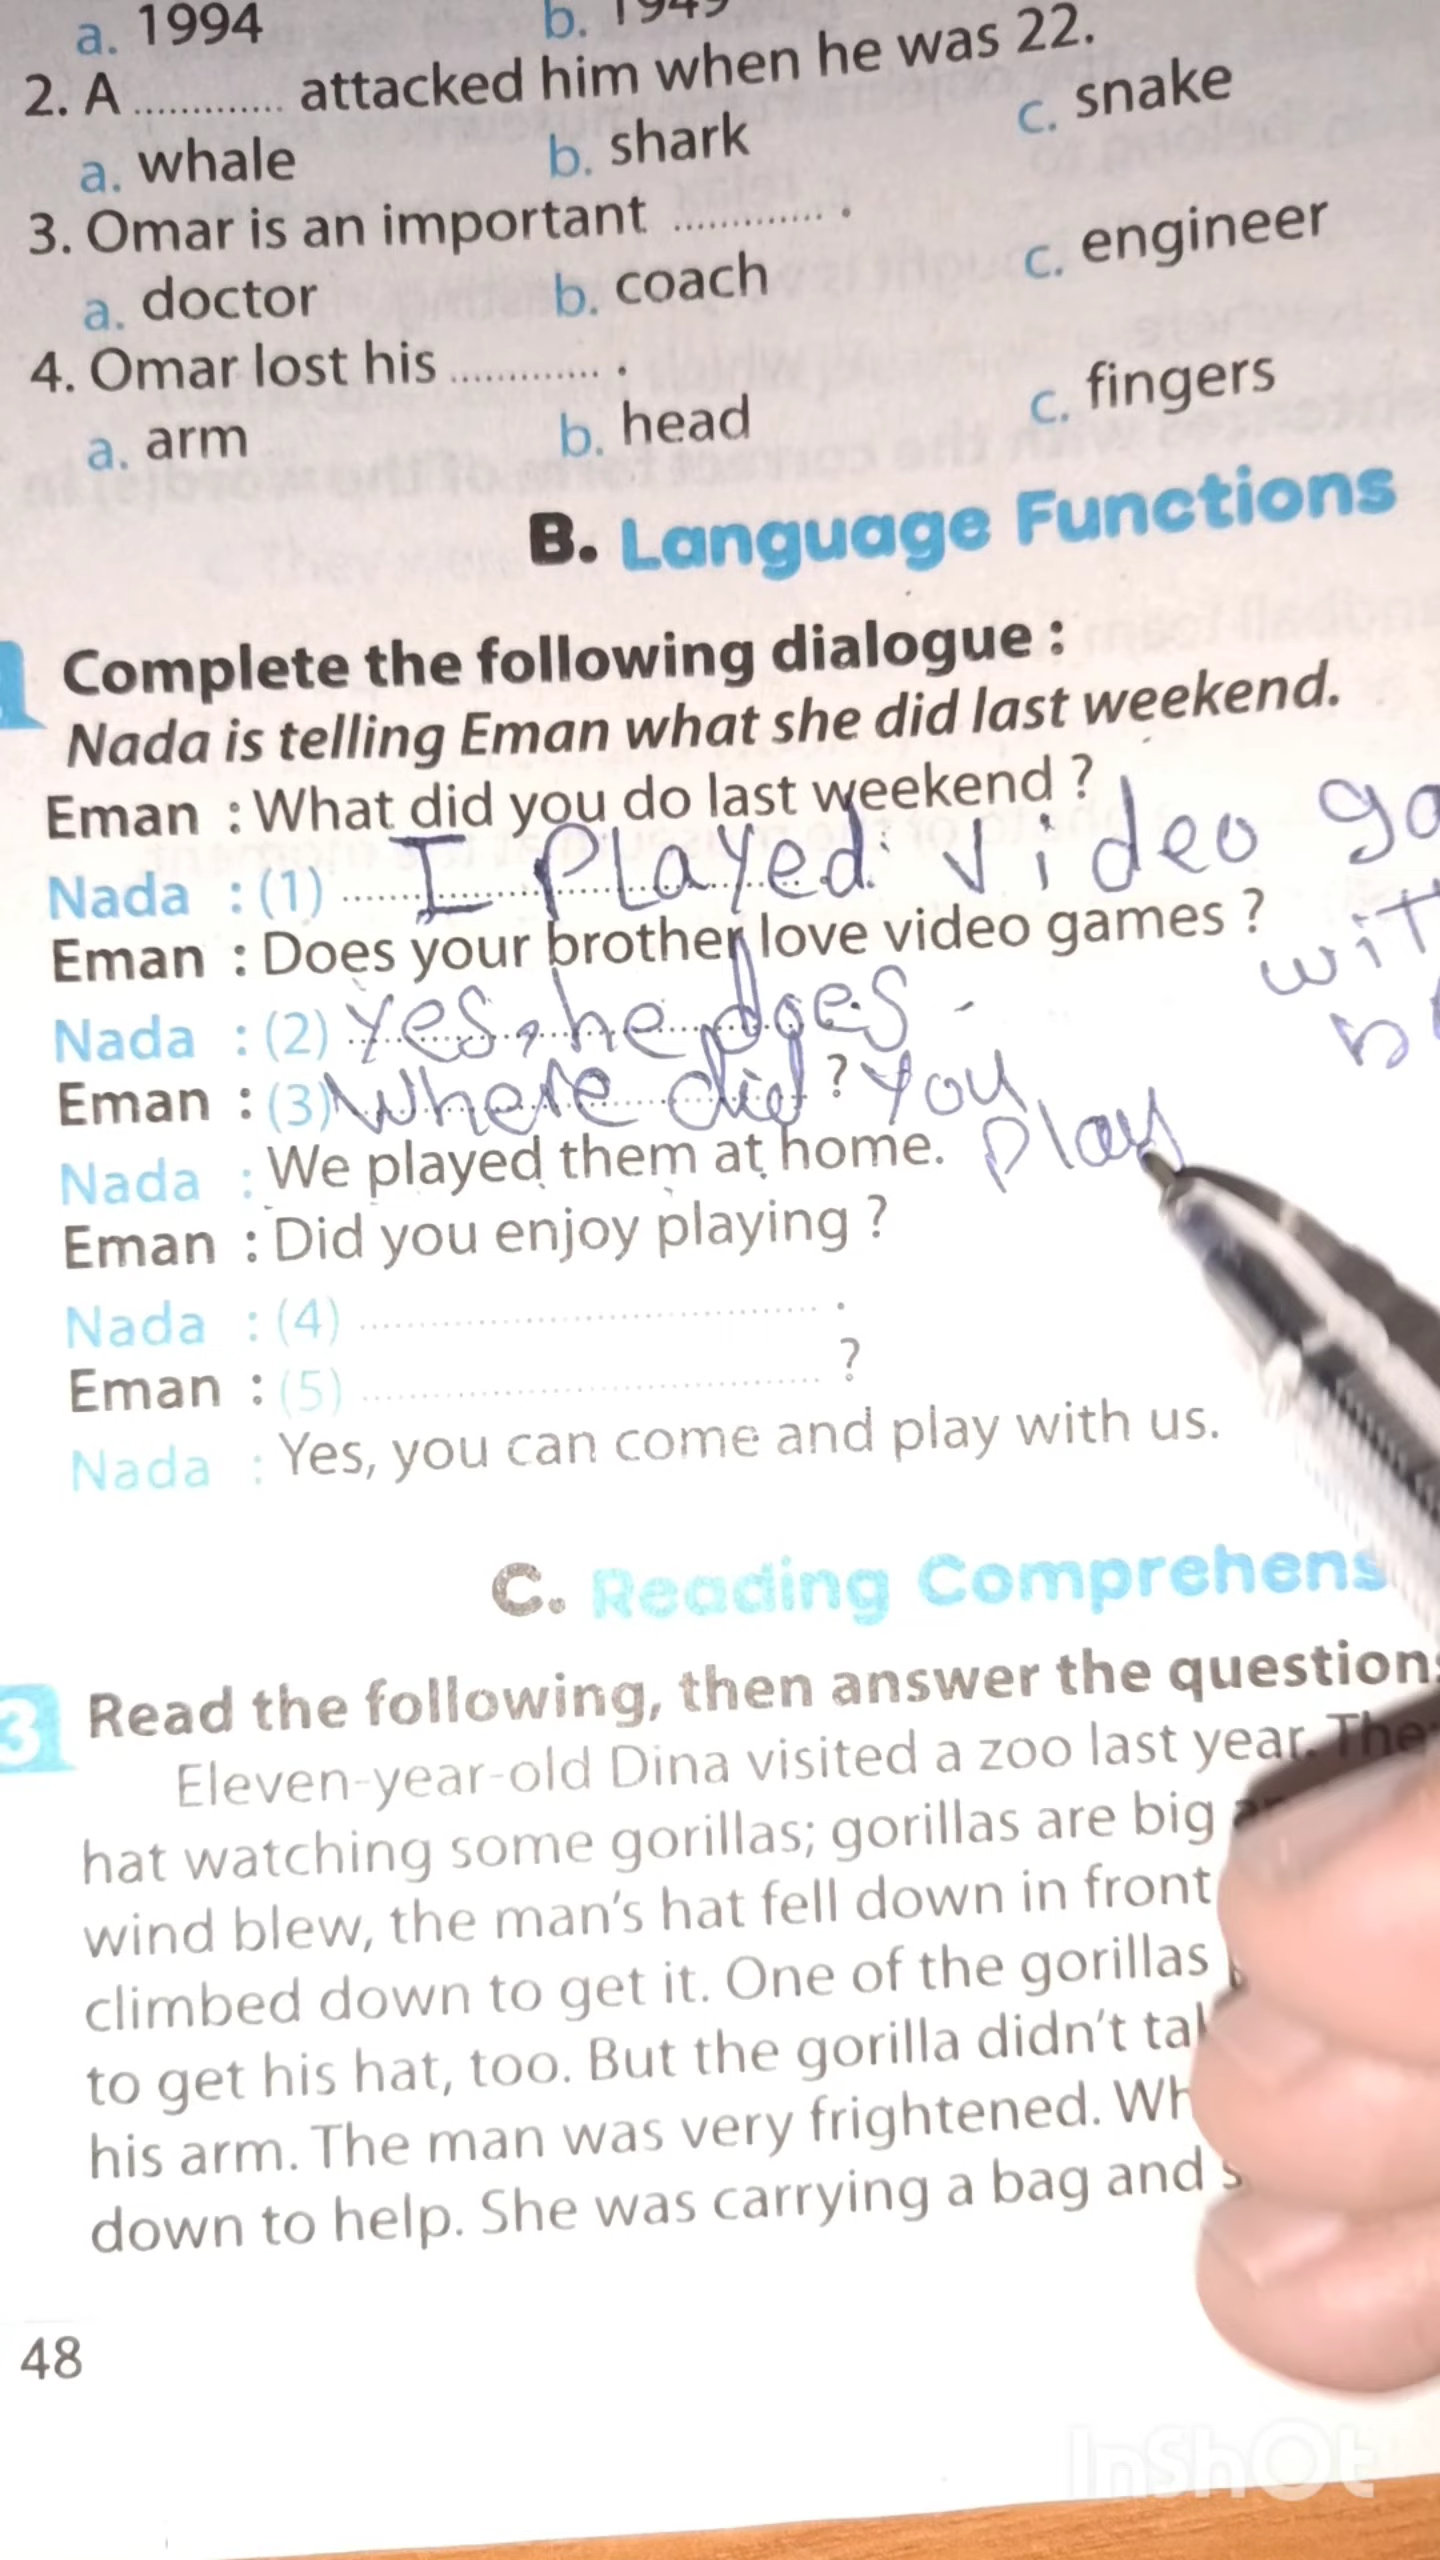 a. 1994 b. 1949
2. A ............ attacked him when he was 22.
a. whale b. shark c. snake
3. Omar is an important ............ .
a. doctor b. coach c. engineer
4. Omar lost his ............ .
a. arm b. head c. fingers
B. Language Functions
Complete the following dialogue :
Nada is telling Eman what she did last weekend.
Eman : What did you do last weekend ?
Nada : (1) I played video ga
wit
Eman : Does your brother love video games ?
Nada : (2) Yes, he does
Eman : (3) Where did ? you
play
Nada : We played them at home.
Eman : Did you enjoy playing ?
Nada : (4) ............ .
Eman : (5) ............ ?
Nada : Yes, you can come and play with us.
C. Reading Comprehens
3 Read the following, then answer the question
Eleven-year-old Dina visited a zoo last year. The
hat watching some gorillas; gorillas are big
wind blew, the man's hat fell down in front
climbed down to get it. One of the gorillas
to get his hat, too. But the gorilla didn't ta
his arm. The man was very frightened. Wh
down to help. She was carrying a bag and s
48
InShOt